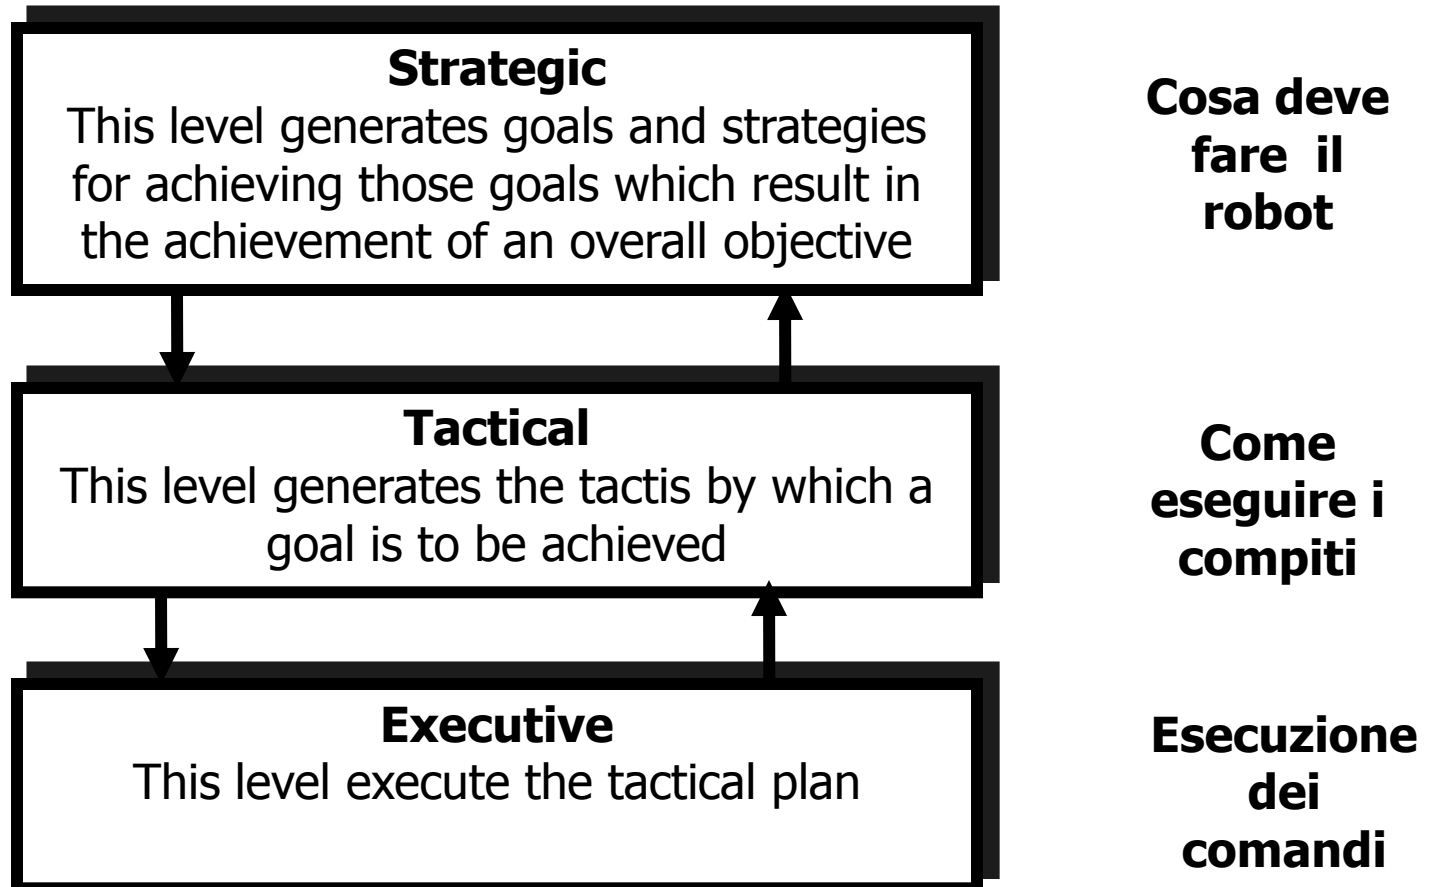 Strategic
This level generates goals and strategies
for achieving those goals which result in
the achievement of an overall objective
Cosa deve
fare il
robot
Tactical
This level generates the tactis by which a
goal is to be achieved
Come
eseguire i
compiti
Executive
This level execute the tactical plan
Esecuzione
dei
comandi